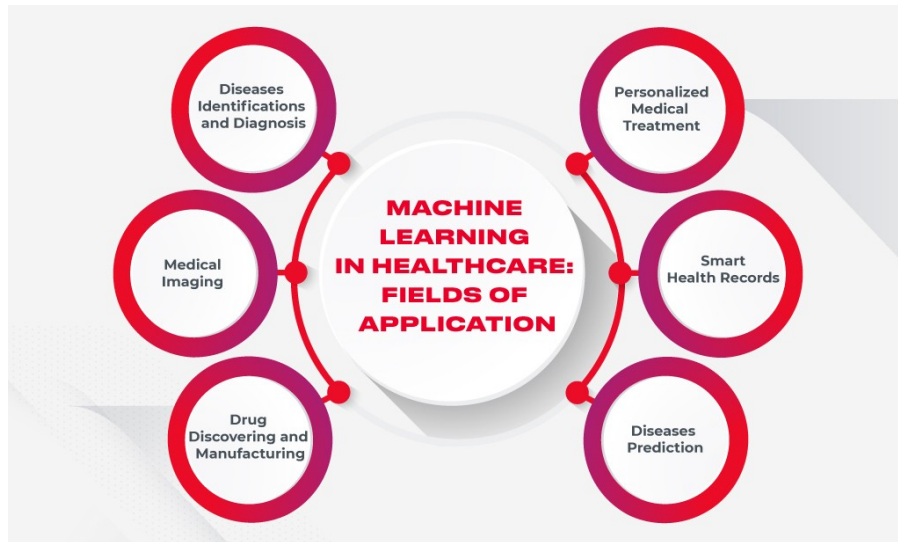 Diseases
Identifications
and Diagnosis
Medical
Imaging
Drug
Discovering and
Manufacturing
MACHINE
LEARNING
IN HEALTHCARE:
FIELDS OF
APPLICATION
Personalized
Medical
Treatment
Smart
Health Records
Diseases
Prediction